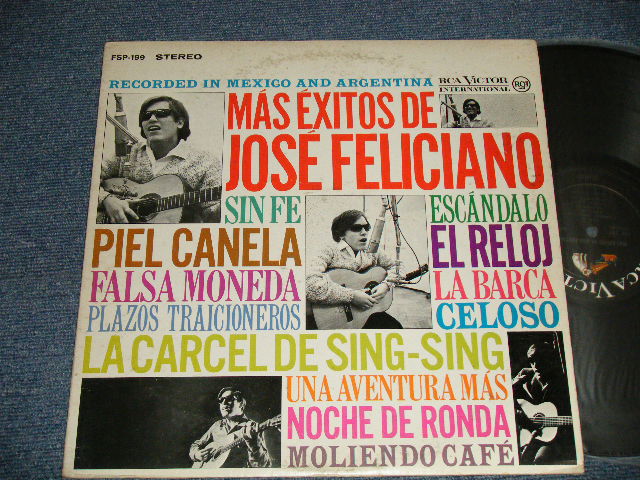 FSP-199 STEREO
RECORDED IN MEXICO AND ARGENTINA
RCA VICTOR
INTERNATIONAL
MÁS ÉXITOS DE
JOSÉ FELICIANO
SIN FE
ESCÁNDALO
PIEL CANELA
EL RELOJ
FALSA MONEDA
LA BARCA
PLAZOS TRAICIONEROS
CELOSO
LA CARCEL DE SING-SING
UNA AVENTURA MÁS
NOCHE DE RONDA
MOLIENDO CAFÉ